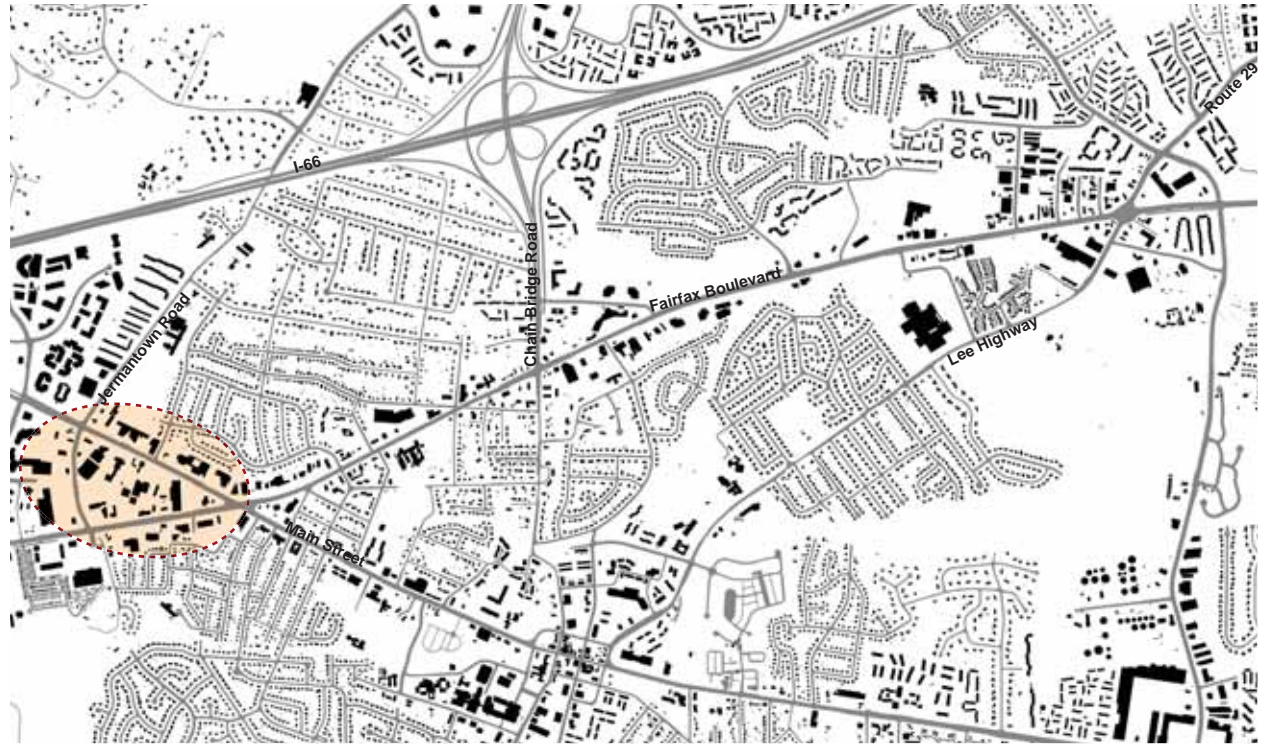 Route 29
I-66
Chain Bridge Road
Fairfax Boulevard
Jermantown Road
Lee Highway
Main Street